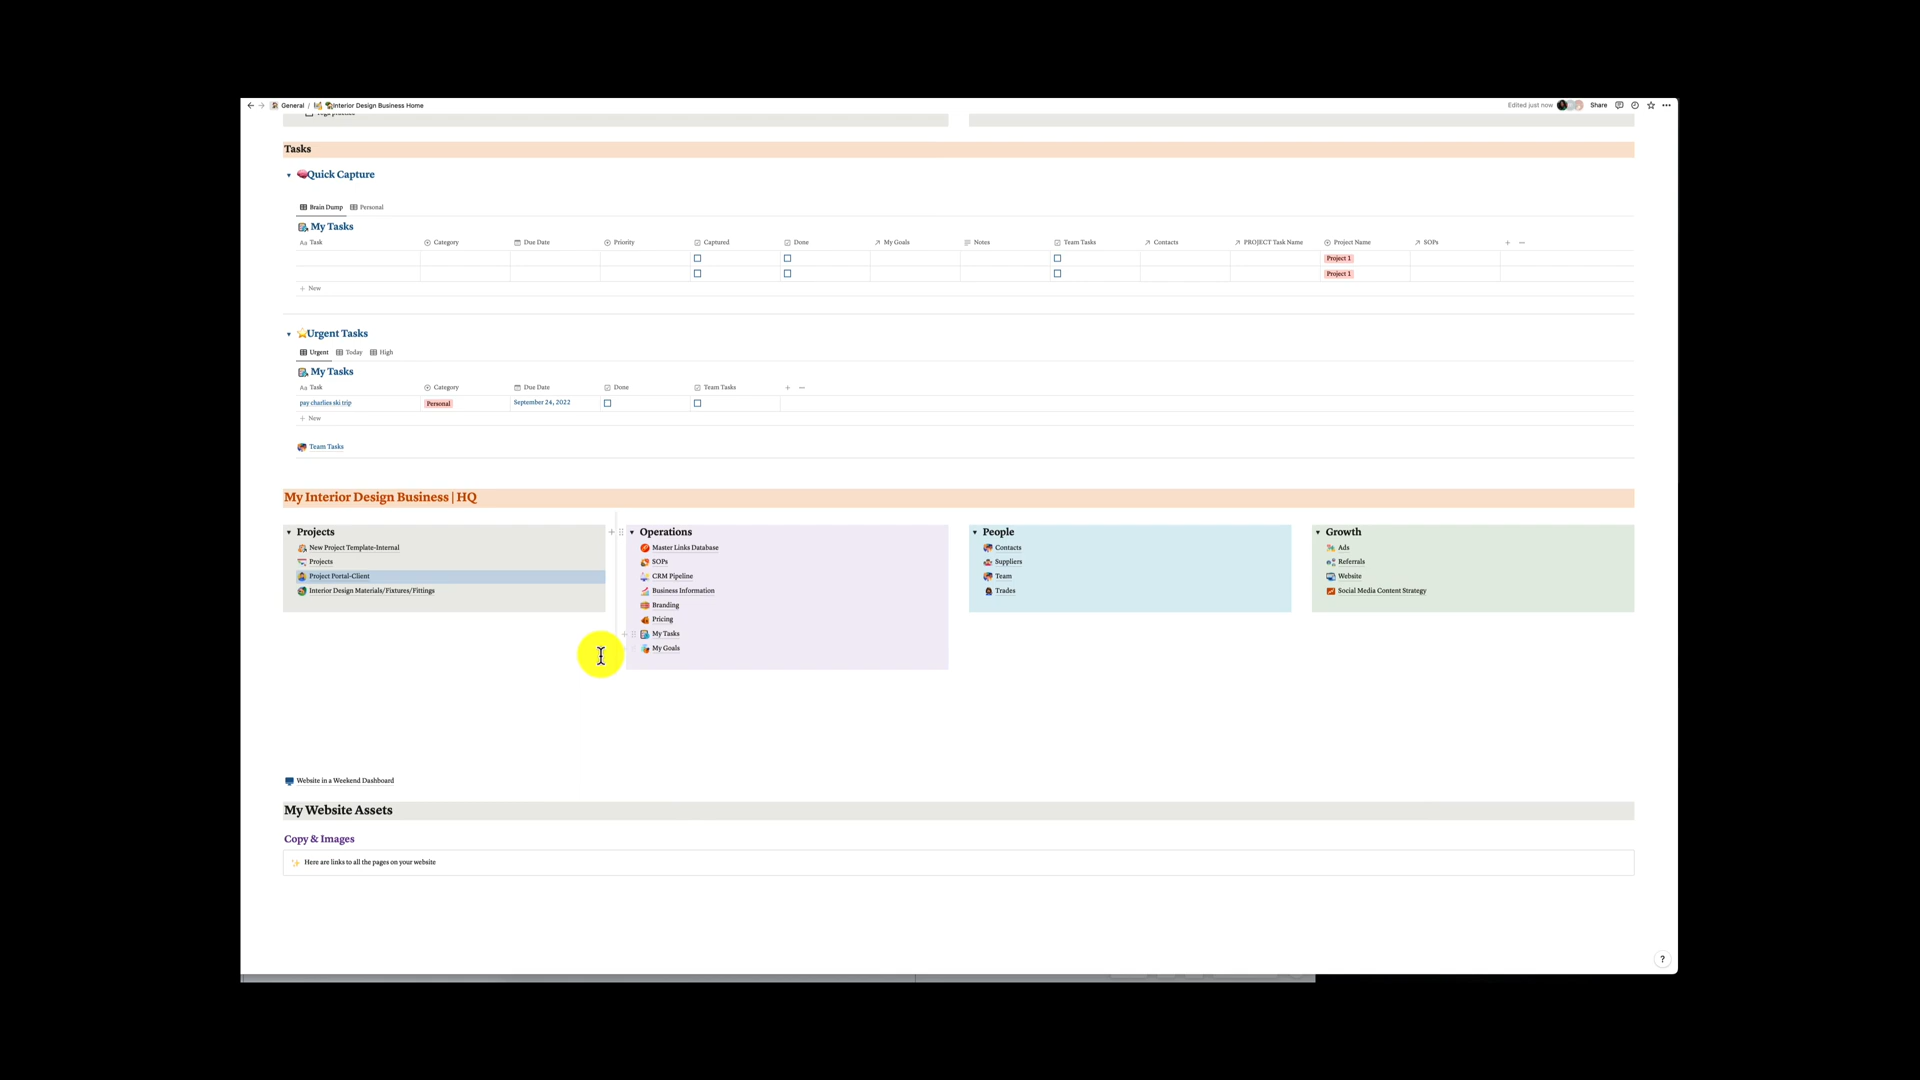 General / Interior Design Business Home
Edited just now
Share
Tasks
Quick Capture
Brain Dump Personal
My Tasks
Aa Task Category Due Date Priority Captured Done My Goals Notes Team Tasks Contacts PROJECT Task Name Project Name SOPs
Project 1
Project 1
+ New
Urgent Tasks
Urgent Today High
My Tasks
Aa Task Category Due Date Done Team Tasks
pay charlies ski trip Personal September 24, 2022
+ New
Team Tasks
My Interior Design Business | HQ
Projects
New Project Template-Internal
Projects
Project Portal-Client
Interior Design Materials/Fixtures/Fittings
Operations
Master Links Database
SOPs
CRM Pipeline
Business Information
Branding
Pricing
My Tasks
My Goals
People
Contacts
Suppliers
Team
Trades
Growth
Ads
Referrals
Website
Social Media Content Strategy
Website in a Weekend Dashboard
My Website Assets
Copy & Images
Here are links to all the pages on your website
?